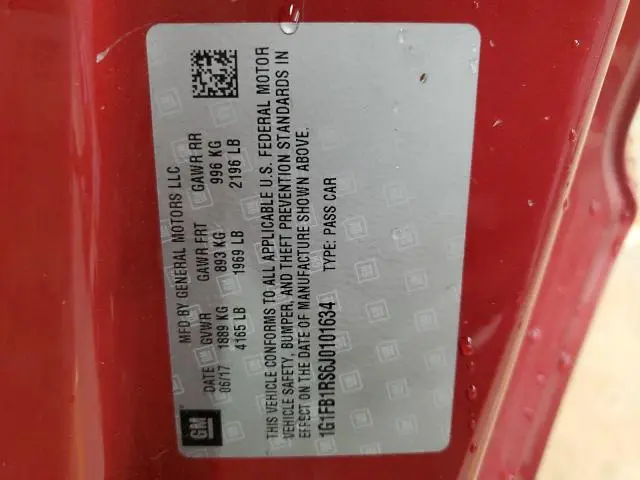 GM
MFD BY GENERAL MOTORS LLC
DATE GVWR GAWR FRT GAWR RR
06/17 1889 KG 893 KG 996 KG
4165 LB 1969 LB 2196 LB
THIS VEHICLE CONFORMS TO ALL APPLICABLE U.S. FEDERAL MOTOR
VEHICLE SAFETY, BUMPER, AND THEFT PREVENTION STANDARDS IN
EFFECT ON THE DATE OF MANUFACTURE SHOWN ABOVE.
1G1FB1RS6J0101634 TYPE: PASS CAR